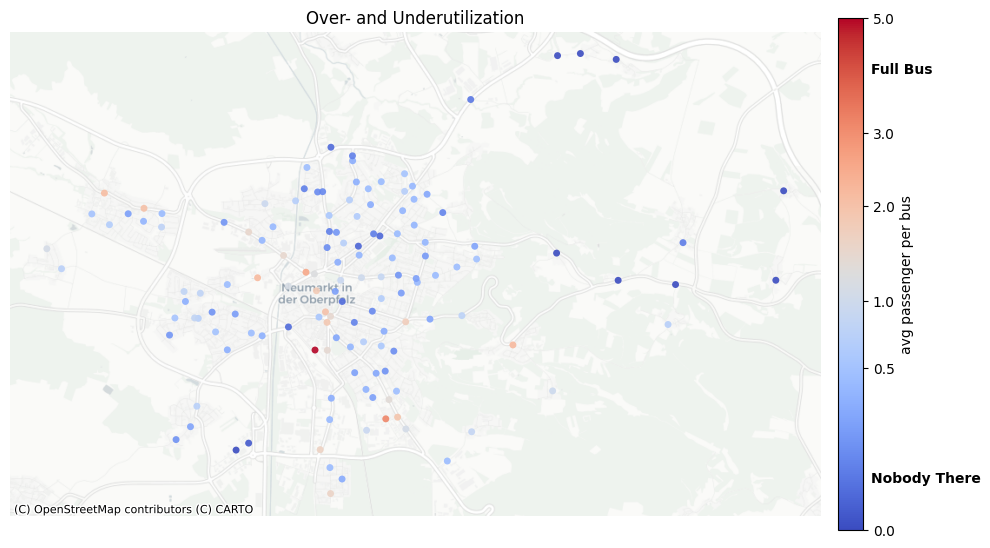 Over- and Underutilization
5.0
Full Bus
3.0
2.0
avg passenger per bus
1.0
0.5
Nobody There
0.0
Neumarkt in
der Oberpfalz
(C) OpenStreetMap contributors (C) CARTO